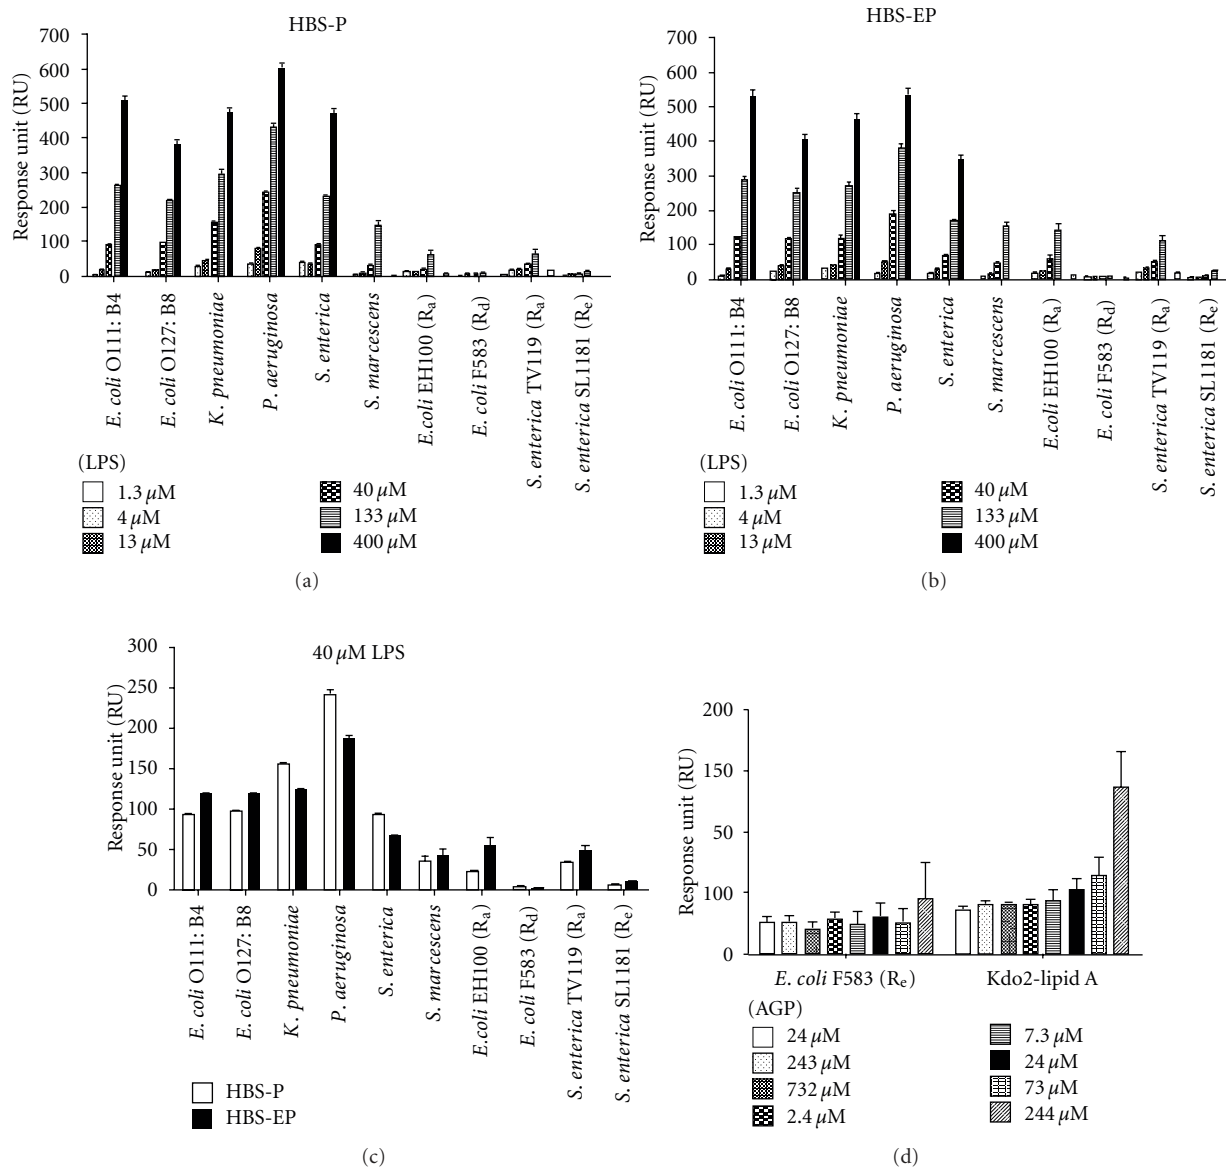 (a)
HBS-P
Response unit (RU)
700
600
500
400
300
200
100
0
E. coli O111: B4
E. coli O127: B8
K. pneumoniae
P. aeruginosa
S. enterica
S. marcescens
E.coli EH100 (Ra)
E. coli F583 (Rd)
S. enterica TV119 (Ra)
S. enterica SL1181 (Re)
(LPS)
1.3 µM
4 µM
13 µM
40 µM
133 µM
400 µM
(a)
(b)
HBS-EP
Response unit (RU)
700
600
500
400
300
200
100
0
E. coli O111: B4
E. coli O127: B8
K. pneumoniae
P. aeruginosa
S. enterica
S. marcescens
E.coli EH100 (Ra)
E. coli F583 (Rd)
S. enterica TV119 (Ra)
S. enterica SL1181 (Re)
(LPS)
1.3 µM
4 µM
13 µM
40 µM
133 µM
400 µM
(b)
40 µM LPS
Response unit (RU)
300
250
200
150
100
50
0
E. coli O111: B4
E. coli O127: B8
K. pneumoniae
P. aeruginosa
S. enterica
S. marcescens
E.coli EH100 (Ra)
E. coli F583 (Rd)
S. enterica TV119 (Ra)
S. enterica SL1181 (Re)
HBS-P
HBS-EP
(c)
Response unit (RU)
200
150
50
100
0
E. coli F583 (Re)
Kdo2-lipid A
(AGP)
24 µM
243 µM
732 µM
2.4 µM
7.3 µM
24 µM
73 µM
244 µM
(d)